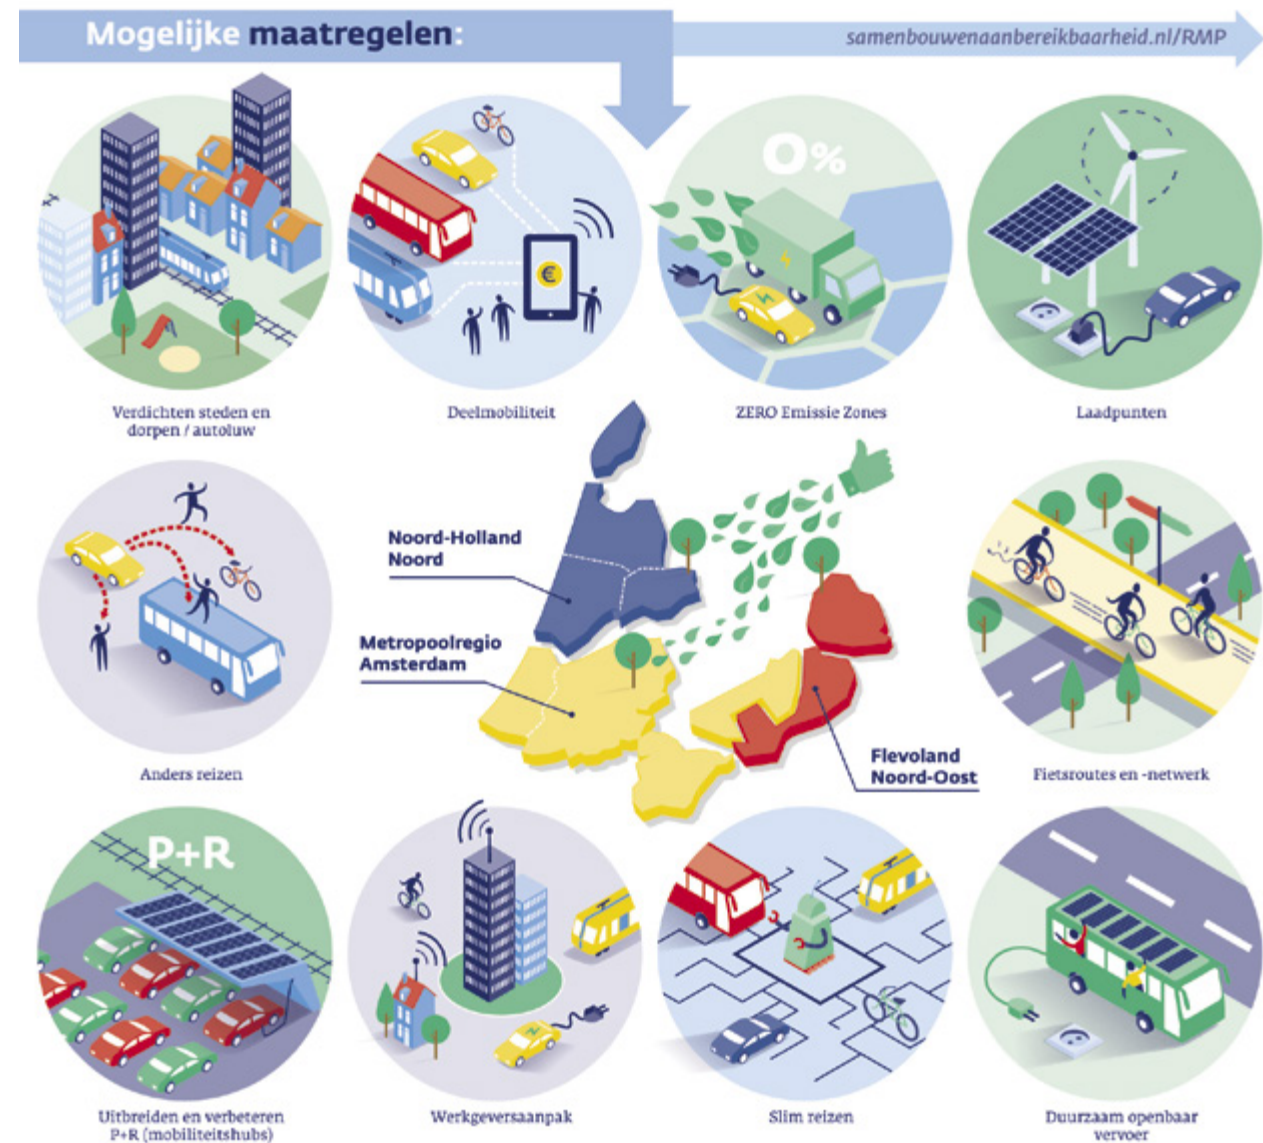 Mogelijke maatregelen:
samenbouwenaanbereikbaarheid.nl/RMP
0%
€
Verdichten steden en
dorpen / autoluw
Deelmobiliteit
ZERO Emissie Zones
Laadpunten
Noord-Holland
Noord
Metropoolregio
Amsterdam
Flevoland
Noord-Oost
Anders reizen
Fietsroutes en -netwerk
P+R
Uitbreiden en verbeteren
P+R (mobiliteitshubs)
Werkgeversaanpak
Slim reizen
Duurzaam openbaar
vervoer